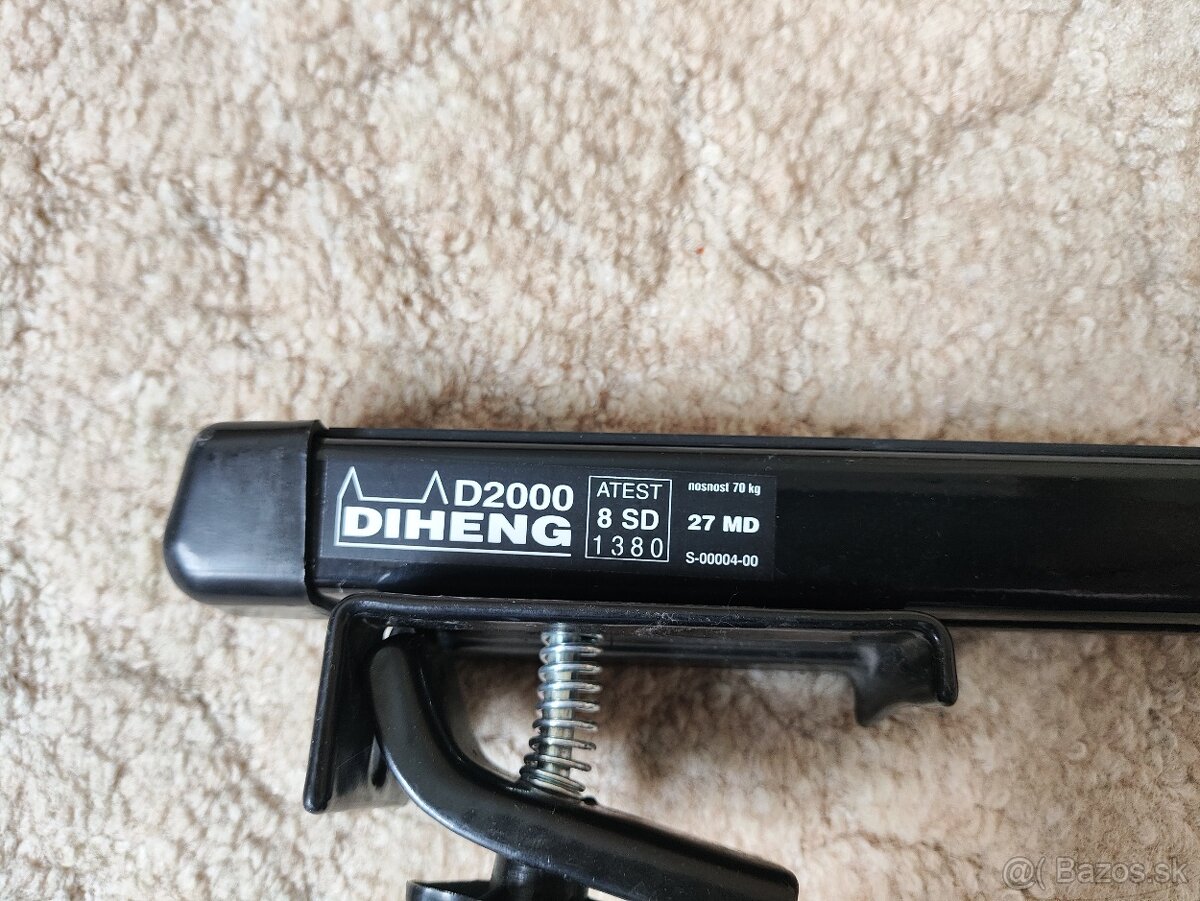 D2000
DIHENG
ATEST
8 SD
1380
nosnost 70 kg
27 MD
S-00004-00
@( Bazos.sk